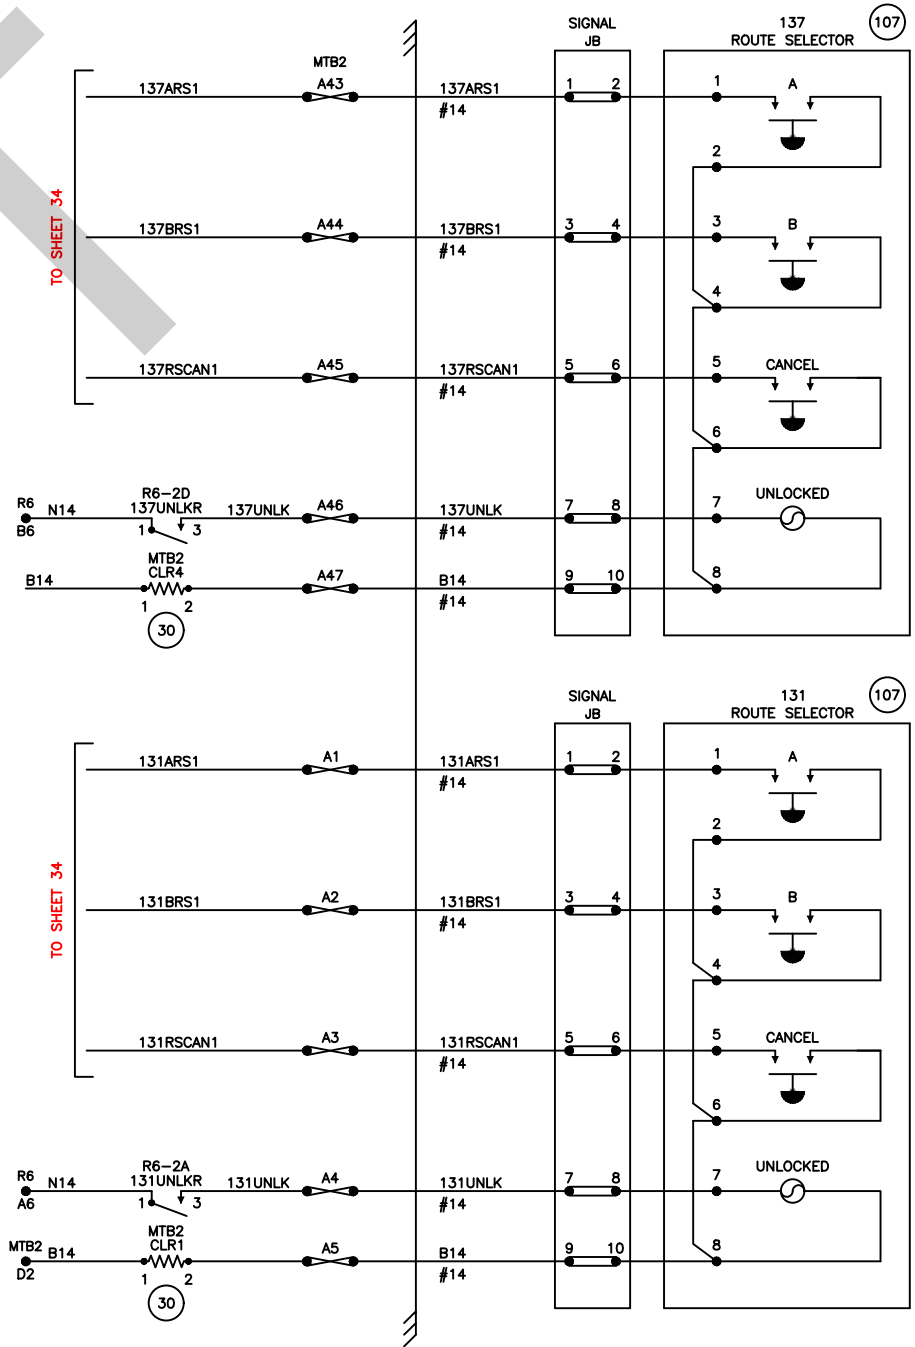 SIGNAL
JB
137
ROUTE SELECTOR
107
MTB2
137ARS1
A43
137ARS1
#14
1 2
1
A
2
TO SHEET 34
137BRS1
A44
137BRS1
#14
3 4
3
B
4
137RSCAN1
A45
137RSCAN1
#14
5 6
5
CANCEL
6
R6
B6
N14
R6-2D
137UNLKR
1 3
137UNLK
A46
137UNLK
#14
7 8
7
UNLOCKED
B14
MTB2
CLR4
1 2
30
A47
B14
#14
9 10
8
SIGNAL
JB
131
ROUTE SELECTOR
107
131ARS1
A1
131ARS1
#14
1 2
1
A
2
TO SHEET 34
131BRS1
A2
131BRS1
#14
3 4
3
B
4
131RSCAN1
A3
131RSCAN1
#14
5 6
5
CANCEL
6
R6
A6
N14
R6-2A
131UNLKR
1 3
131UNLK
A4
131UNLK
#14
7 8
7
UNLOCKED
MTB2
D2
B14
MTB2
CLR1
1 2
30
A5
B14
#14
9 10
8